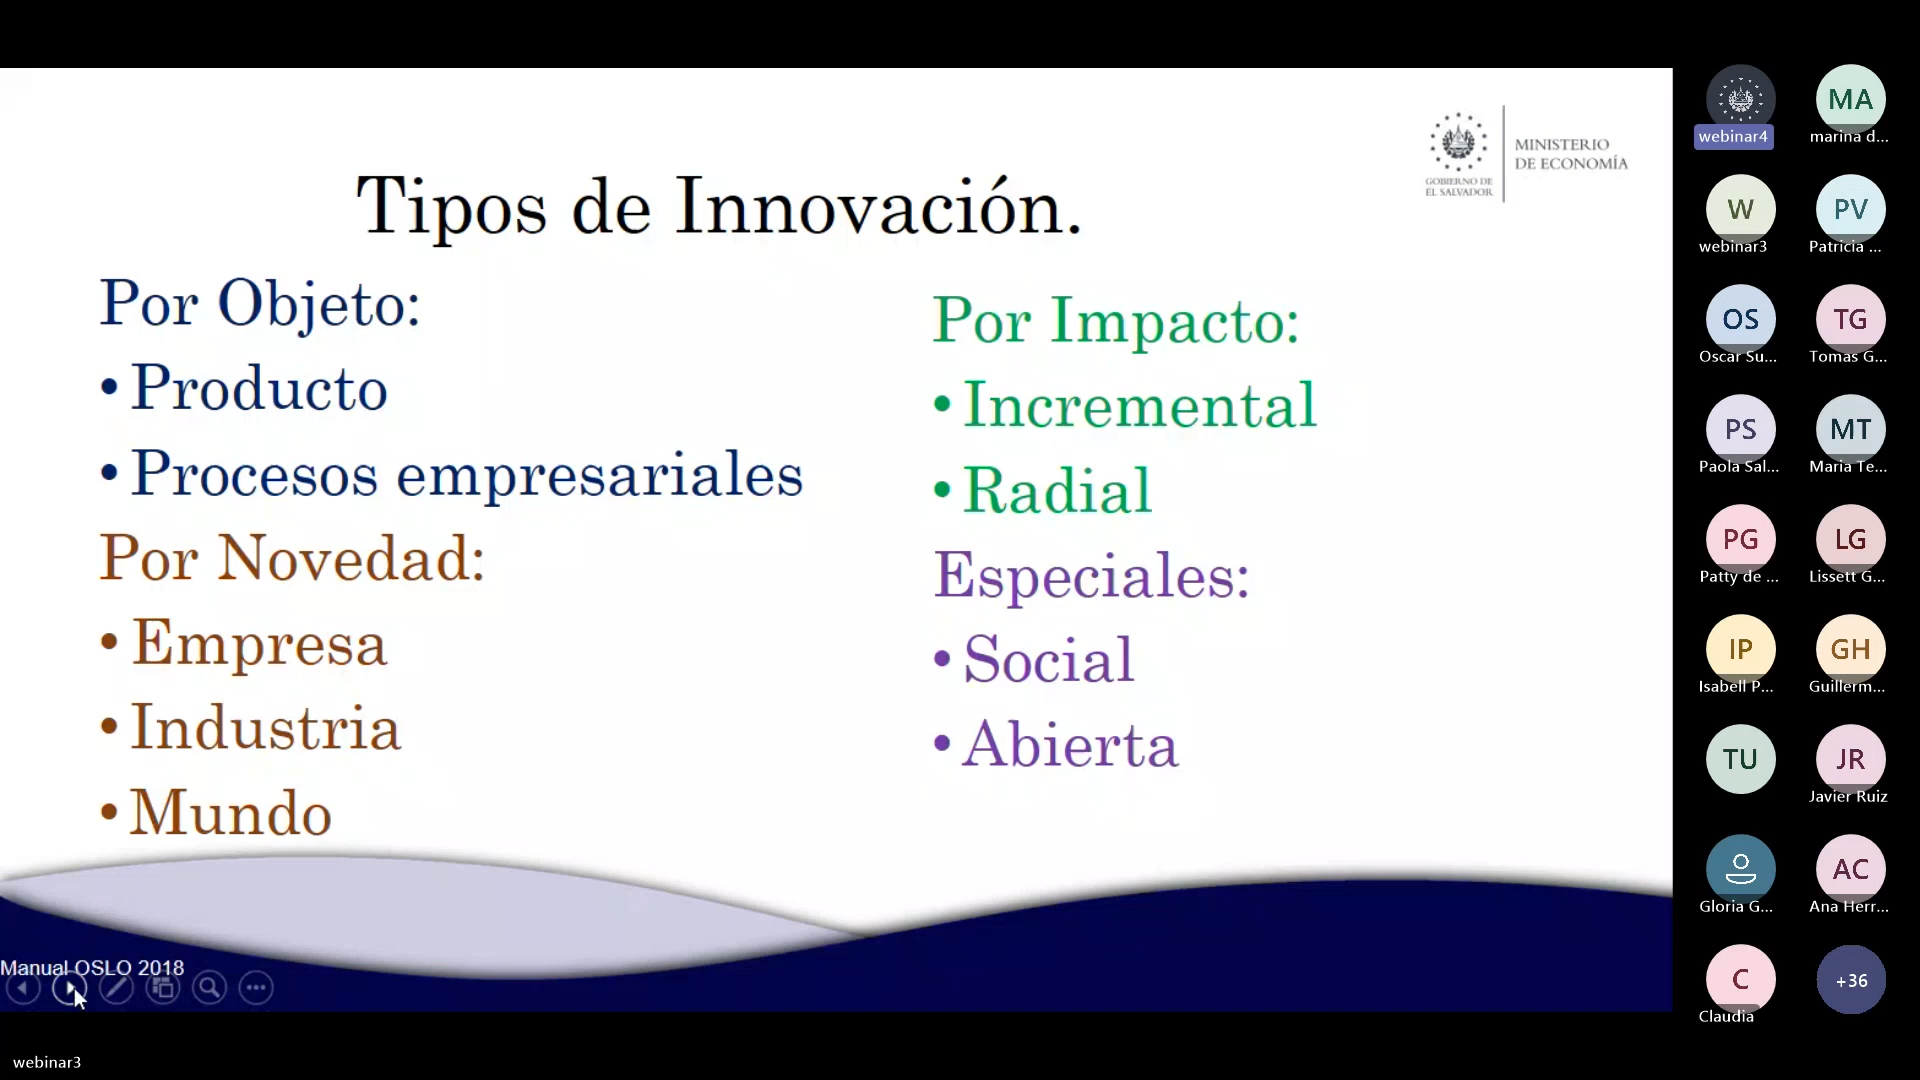 Tipos de Innovación.
MINISTERIO
DE ECONOMÍA
GOBIERNO DE
EL SALVADOR
Por Objeto:
• Producto
• Procesos empresariales
Por Novedad:
• Empresa
• Industria
• Mundo
Por Impacto:
• Incremental
• Radial
Especiales:
• Social
• Abierta
Manual OSLO 2018
webinar3
webinar4
MA
marina d...
W
webinar3
PV
Patricia ...
OS
Oscar Su...
TG
Tomas G...
PS
Paola Sal...
MT
Maria Te...
PG
Patty de ...
LG
Lissett G...
IP
Isabell P...
GH
Guillerm...
TU
JR
Javier Ruiz
Gloria G...
AC
Ana Herr...
C
Claudia
+36